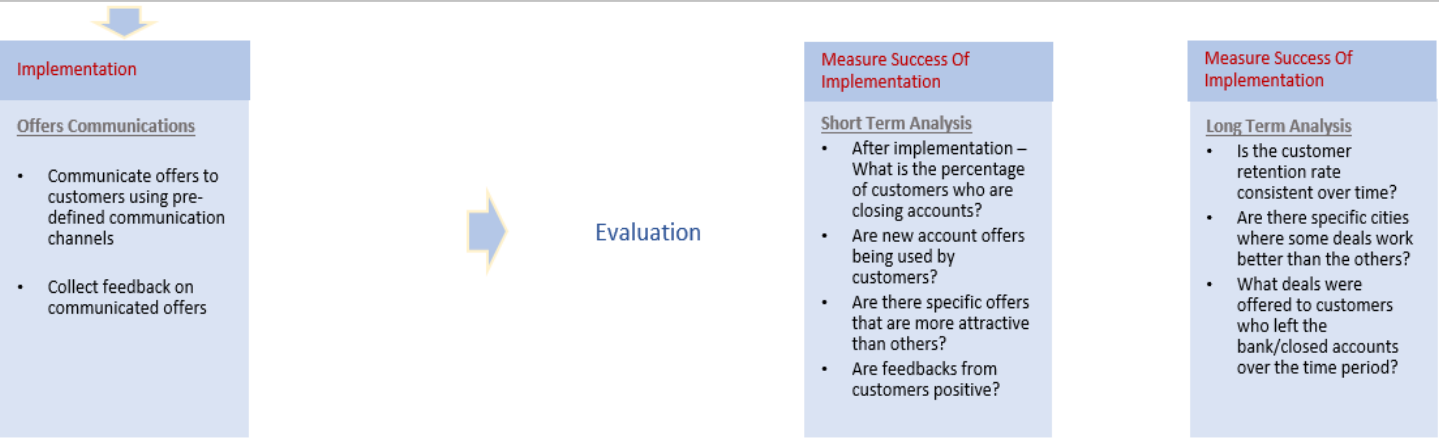 Implementation
Offers Communications
• Communicate offers to
customers using pre-
defined communication
channels
• Collect feedback on
communicated offers
Evaluation
Measure Success Of
Implementation
Short Term Analysis
• After implementation –
What is the percentage
of customers who are
closing accounts?
• Are new account offers
being used by
customers?
• Are there specific offers
that are more attractive
than others?
• Are feedbacks from
customers positive?
Measure Success Of
Implementation
Long Term Analysis
• Is the customer
retention rate
consistent over time?
• Are there specific cities
where some deals work
better than the others?
• What deals were
offered to customers
who left the
bank/closed accounts
over the time period?